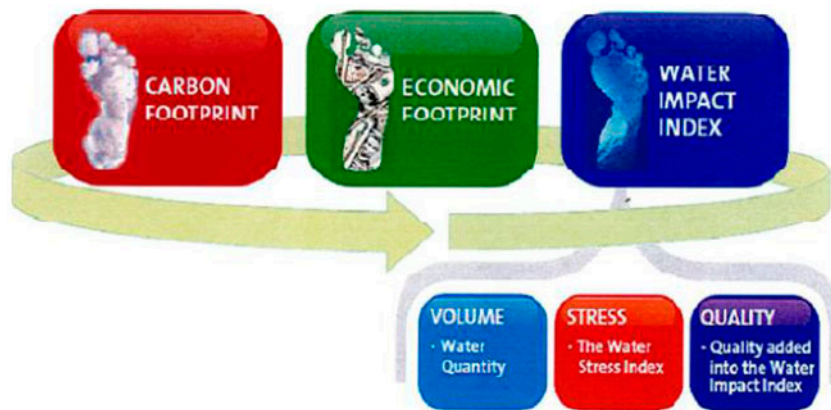 CARBON
FOOTPRINT
ECONOMIC
FOOTPRINT
WATER
IMPACT
INDEX
VOLUME
· Water
Quantity
STRESS
· The Water
Stress Index
QUALITY
· Quality added
into the Water
Impact Index